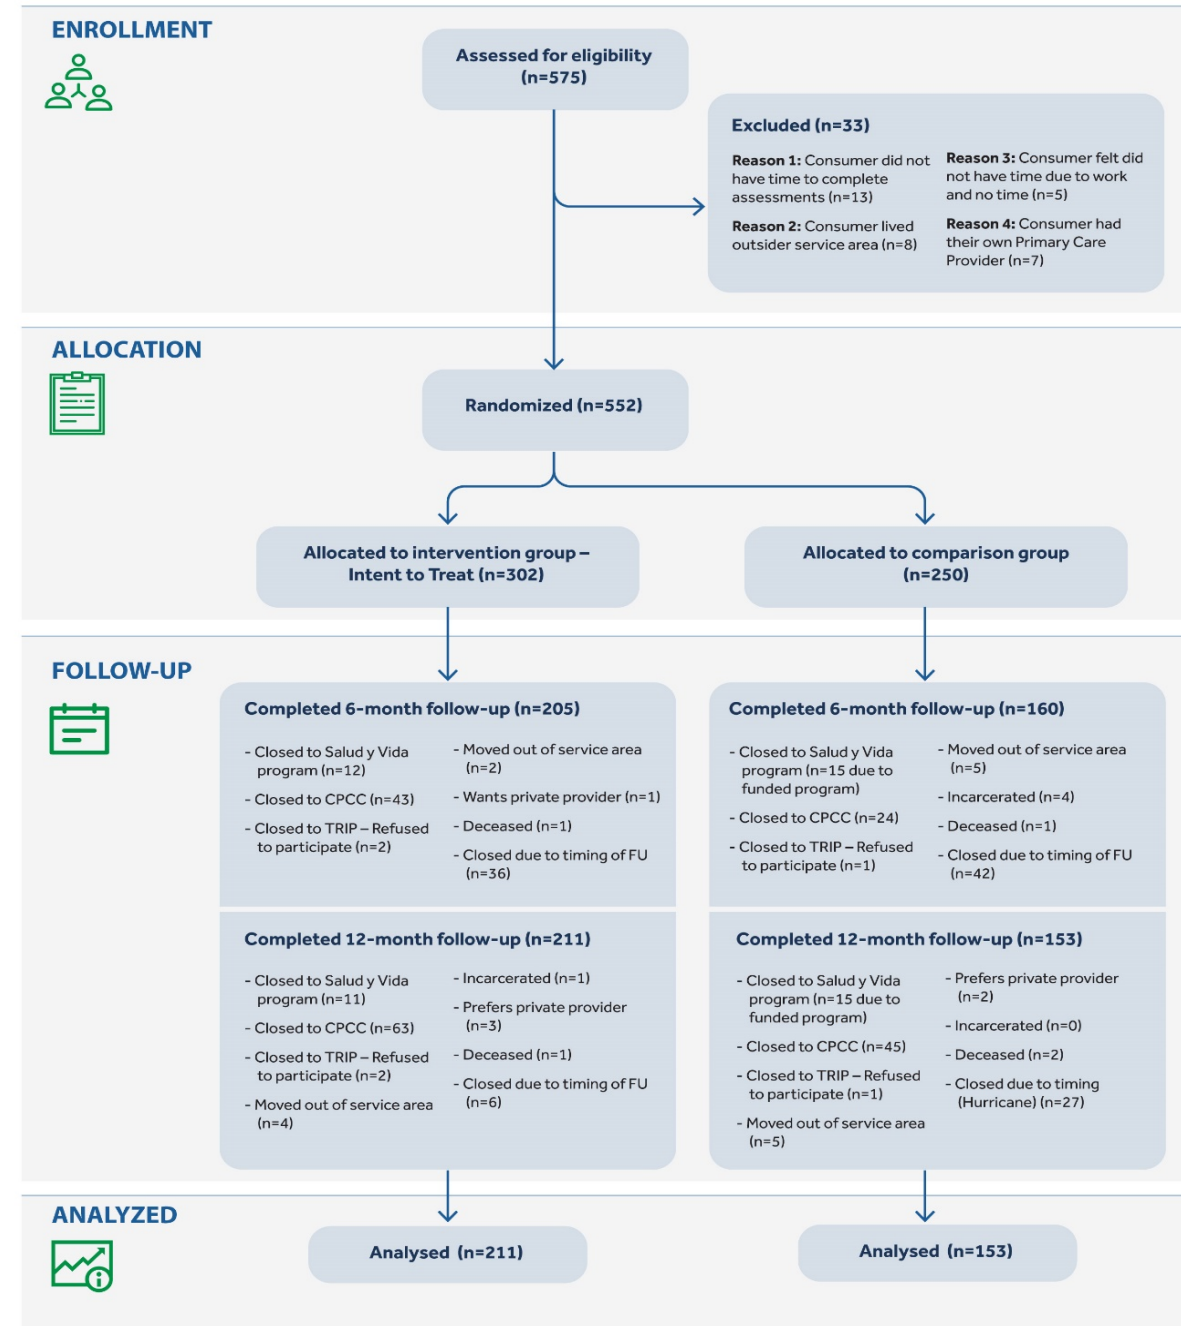 ENROLLMENT
Assessed for eligibility
(n=575)
Excluded (n=33)
Reason 1: Consumer did not
have time to complete
assessments (n=13)
Reason 2: Consumer lived
outsider service area (n=8)
Reason 3: Consumer felt did
not have time due to work
and no time (n=5)
Reason 4: Consumer had
their own Primary Care
Provider (n=7)
ALLOCATION
Randomized (n=552)
Allocated to intervention group –
Intent to Treat (n=302)
Allocated to comparison group
(n=250)
FOLLOW-UP
Completed 6-month follow-up (n=205)
- Closed to Salud y Vida
program (n=12)
- Closed to CPCC (n=43)
- Closed to TRIP – Refused
to participate (n=2)
- Moved out of service area
(n=2)
- Wants private provider (n=1)
- Deceased (n=1)
- Closed due to timing of FU
(n=36)
Completed 6-month follow-up (n=160)
- Closed to Salud y Vida
program (n=15 due to
funded program)
- Closed to CPCC (n=24)
- Closed to TRIP – Refused
to participate (n=1)
- Moved out of service area
(n=5)
- Incarcerated (n=4)
- Deceased (n=1)
- Closed due to timing of FU
(n=42)
Completed 12-month follow-up (n=211)
- Closed to Salud y Vida
program (n=11)
- Closed to CPCC (n=63)
- Closed to TRIP – Refused
to participate (n=2)
- Moved out of service area
(n=4)
- Incarcerated (n=1)
- Prefers private provider
(n=3)
- Deceased (n=1)
- Closed due to timing of FU
(n=6)
Completed 12-month follow-up (n=153)
- Closed to Salud y Vida
program (n=15 due to
funded program)
- Closed to CPCC (n=45)
- Closed to TRIP – Refused
to participate (n=1)
- Moved out of service area
(n=5)
- Prefers private provider
(n=2)
- Incarcerated (n=0)
- Deceased (n=2)
- Closed due to timing
(Hurricane) (n=27)
ANALYZED
Analysed (n=211)
Analysed (n=153)